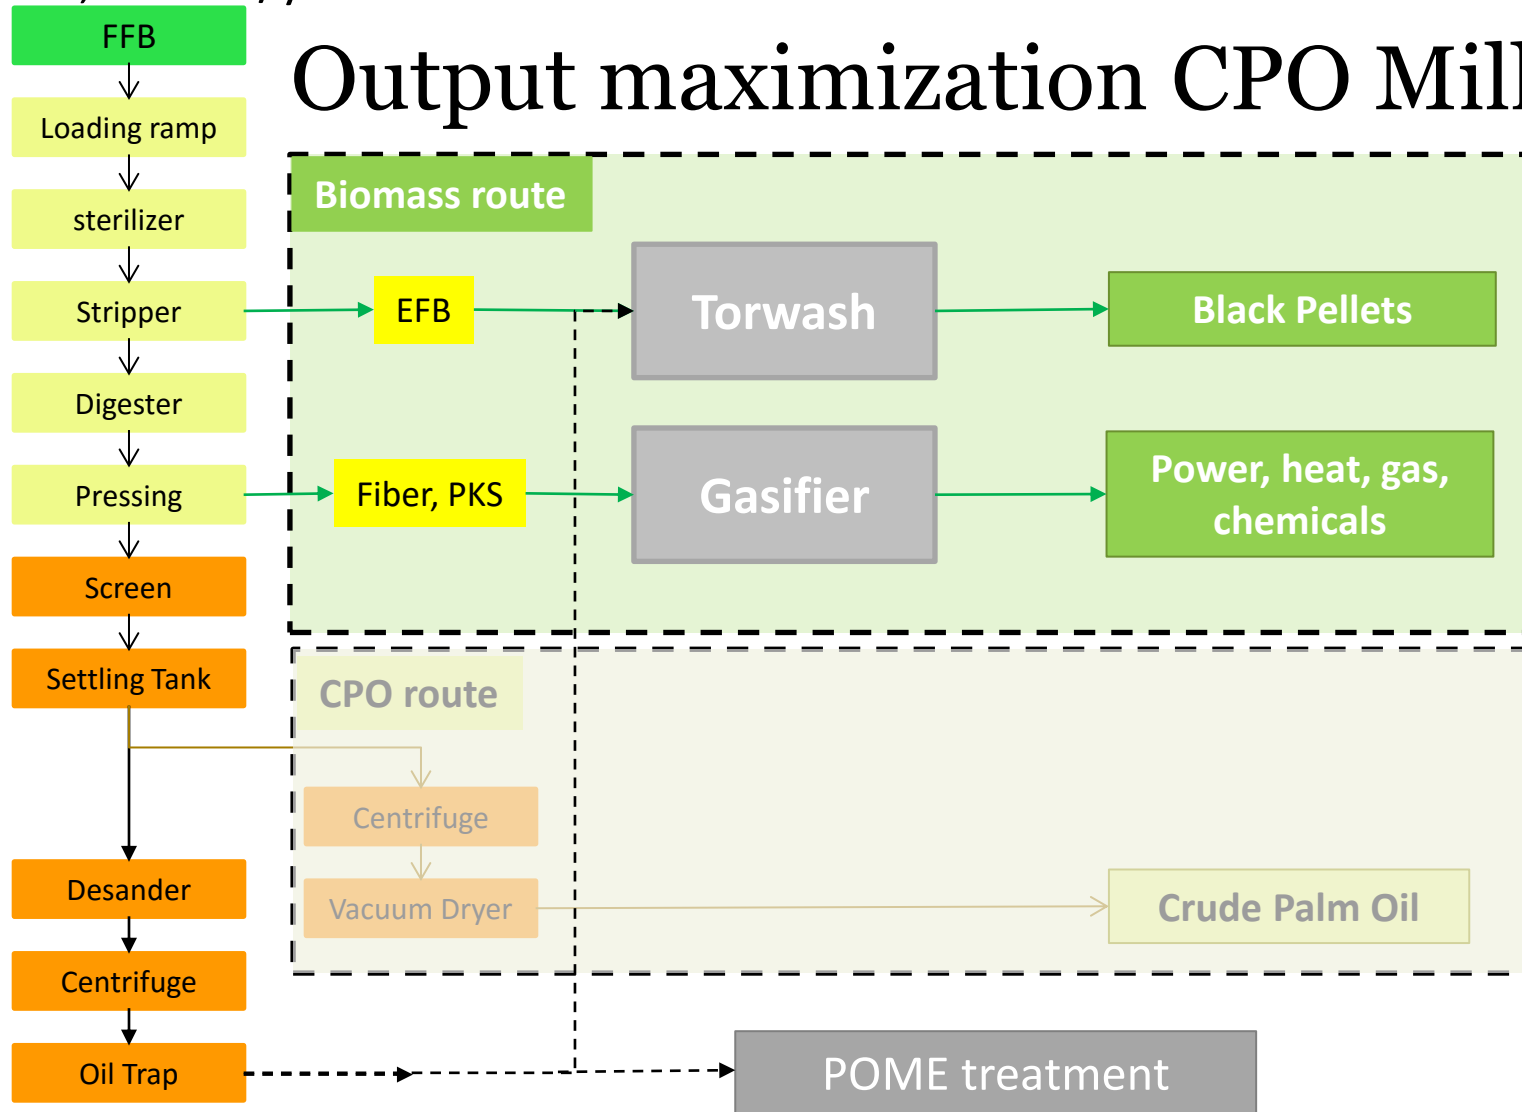 FFB
Output maximization CPO Mill
Loading ramp
Biomass route
sterilizer
Stripper
EFB
Torwash
Black Pellets
Digester
Pressing
Fiber, PKS
Gasifier
Power, heat, gas,
chemicals
Screen
Settling Tank
CPO route
Centrifuge
Desander
Vacuum Dryer
Crude Palm Oil
Centrifuge
Oil Trap
POME treatment